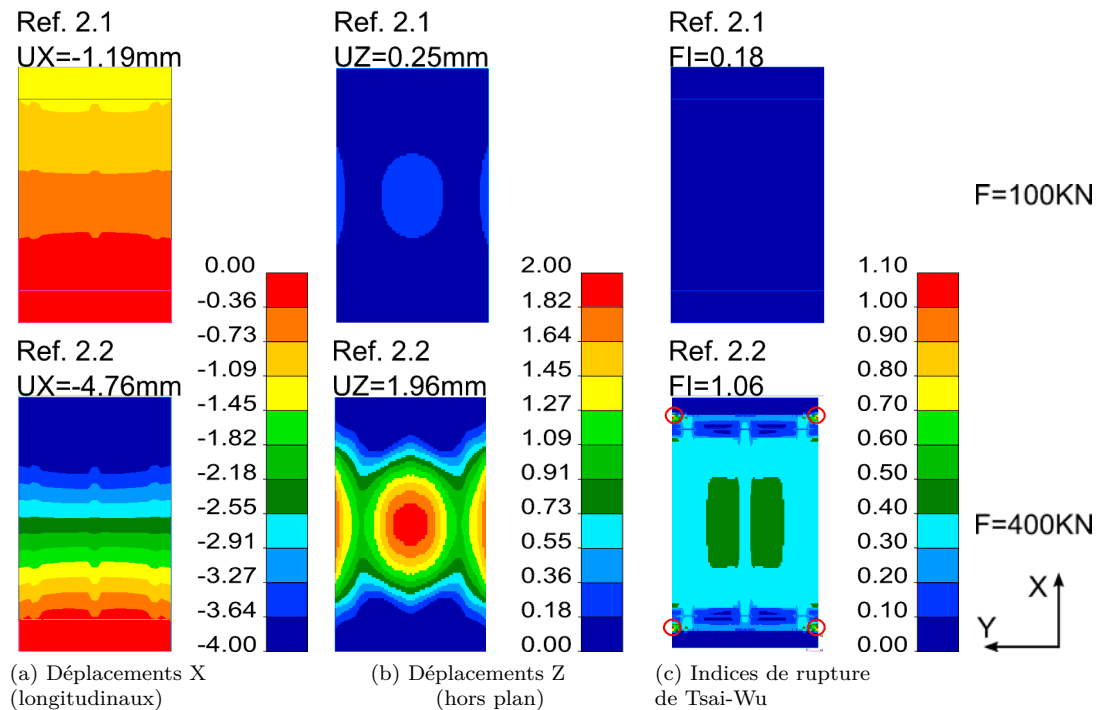 Ref. 2.1
UX=-1.19mm
Ref. 2.1
UZ=0.25mm
Ref. 2.1
FI=0.18
F=100KN
0.00
-0.36
-0.73
-1.09
-1.45
-1.82
-2.18
-2.55
-2.91
-3.27
-3.64
-4.00
2.00
1.82
1.64
1.45
1.27
1.09
0.91
0.73
0.55
0.36
0.18
0.00
1.10
1.00
0.90
0.80
0.70
0.60
0.50
0.40
0.30
0.20
0.10
0.00
Ref. 2.2
UX=-4.76mm
Ref. 2.2
UZ=1.96mm
Ref. 2.2
FI=1.06
F=400KN
X
Y
(a) Déplacements X
(longitudinaux)
(b) Déplacements Z
(hors plan)
(c) Indices de rupture
de Tsai-Wu